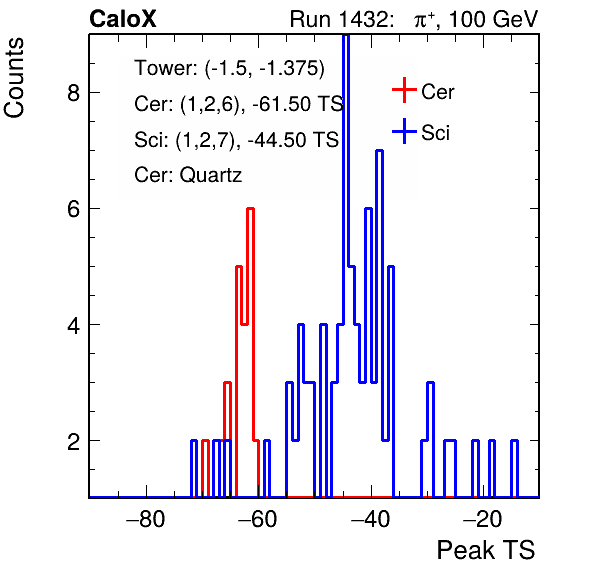 CaloX Run 1432: π⁺, 100 GeV
Counts
Tower: (-1.5, -1.375)
Cer: (1,2,6), -61.50 TS
Sci: (1,2,7), -44.50 TS
Cer: Quartz
Cer
Sci
8
6
4
2
−80 −60 −40 −20
Peak TS